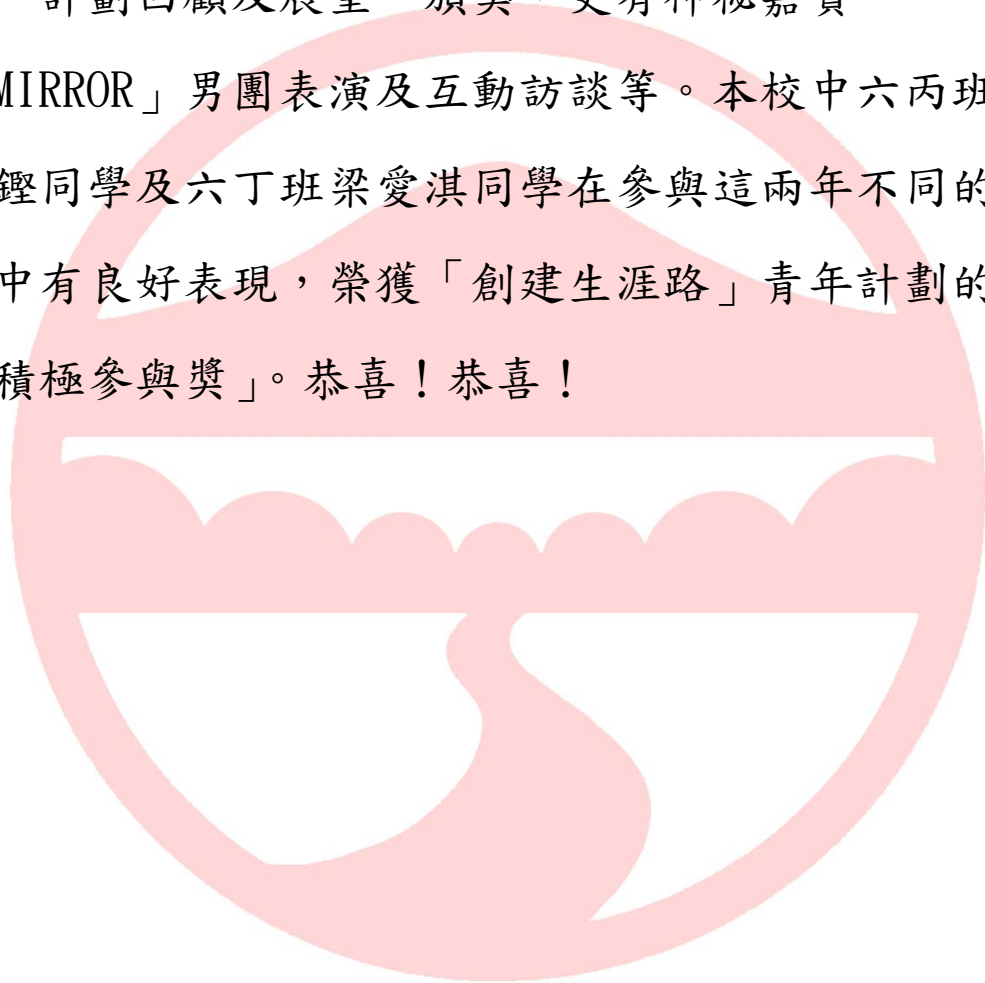 計劃回顧及展望、頒獎，更有神秘嘉賓
MIRROR」男團表演及互動訪談等。本校中六丙班
鏗同學及六丁班梁愛淇同學在參與這兩年不同的
中有良好表現，榮獲「創建生涯路」青年計劃的
積極參與獎」。恭喜！恭喜！